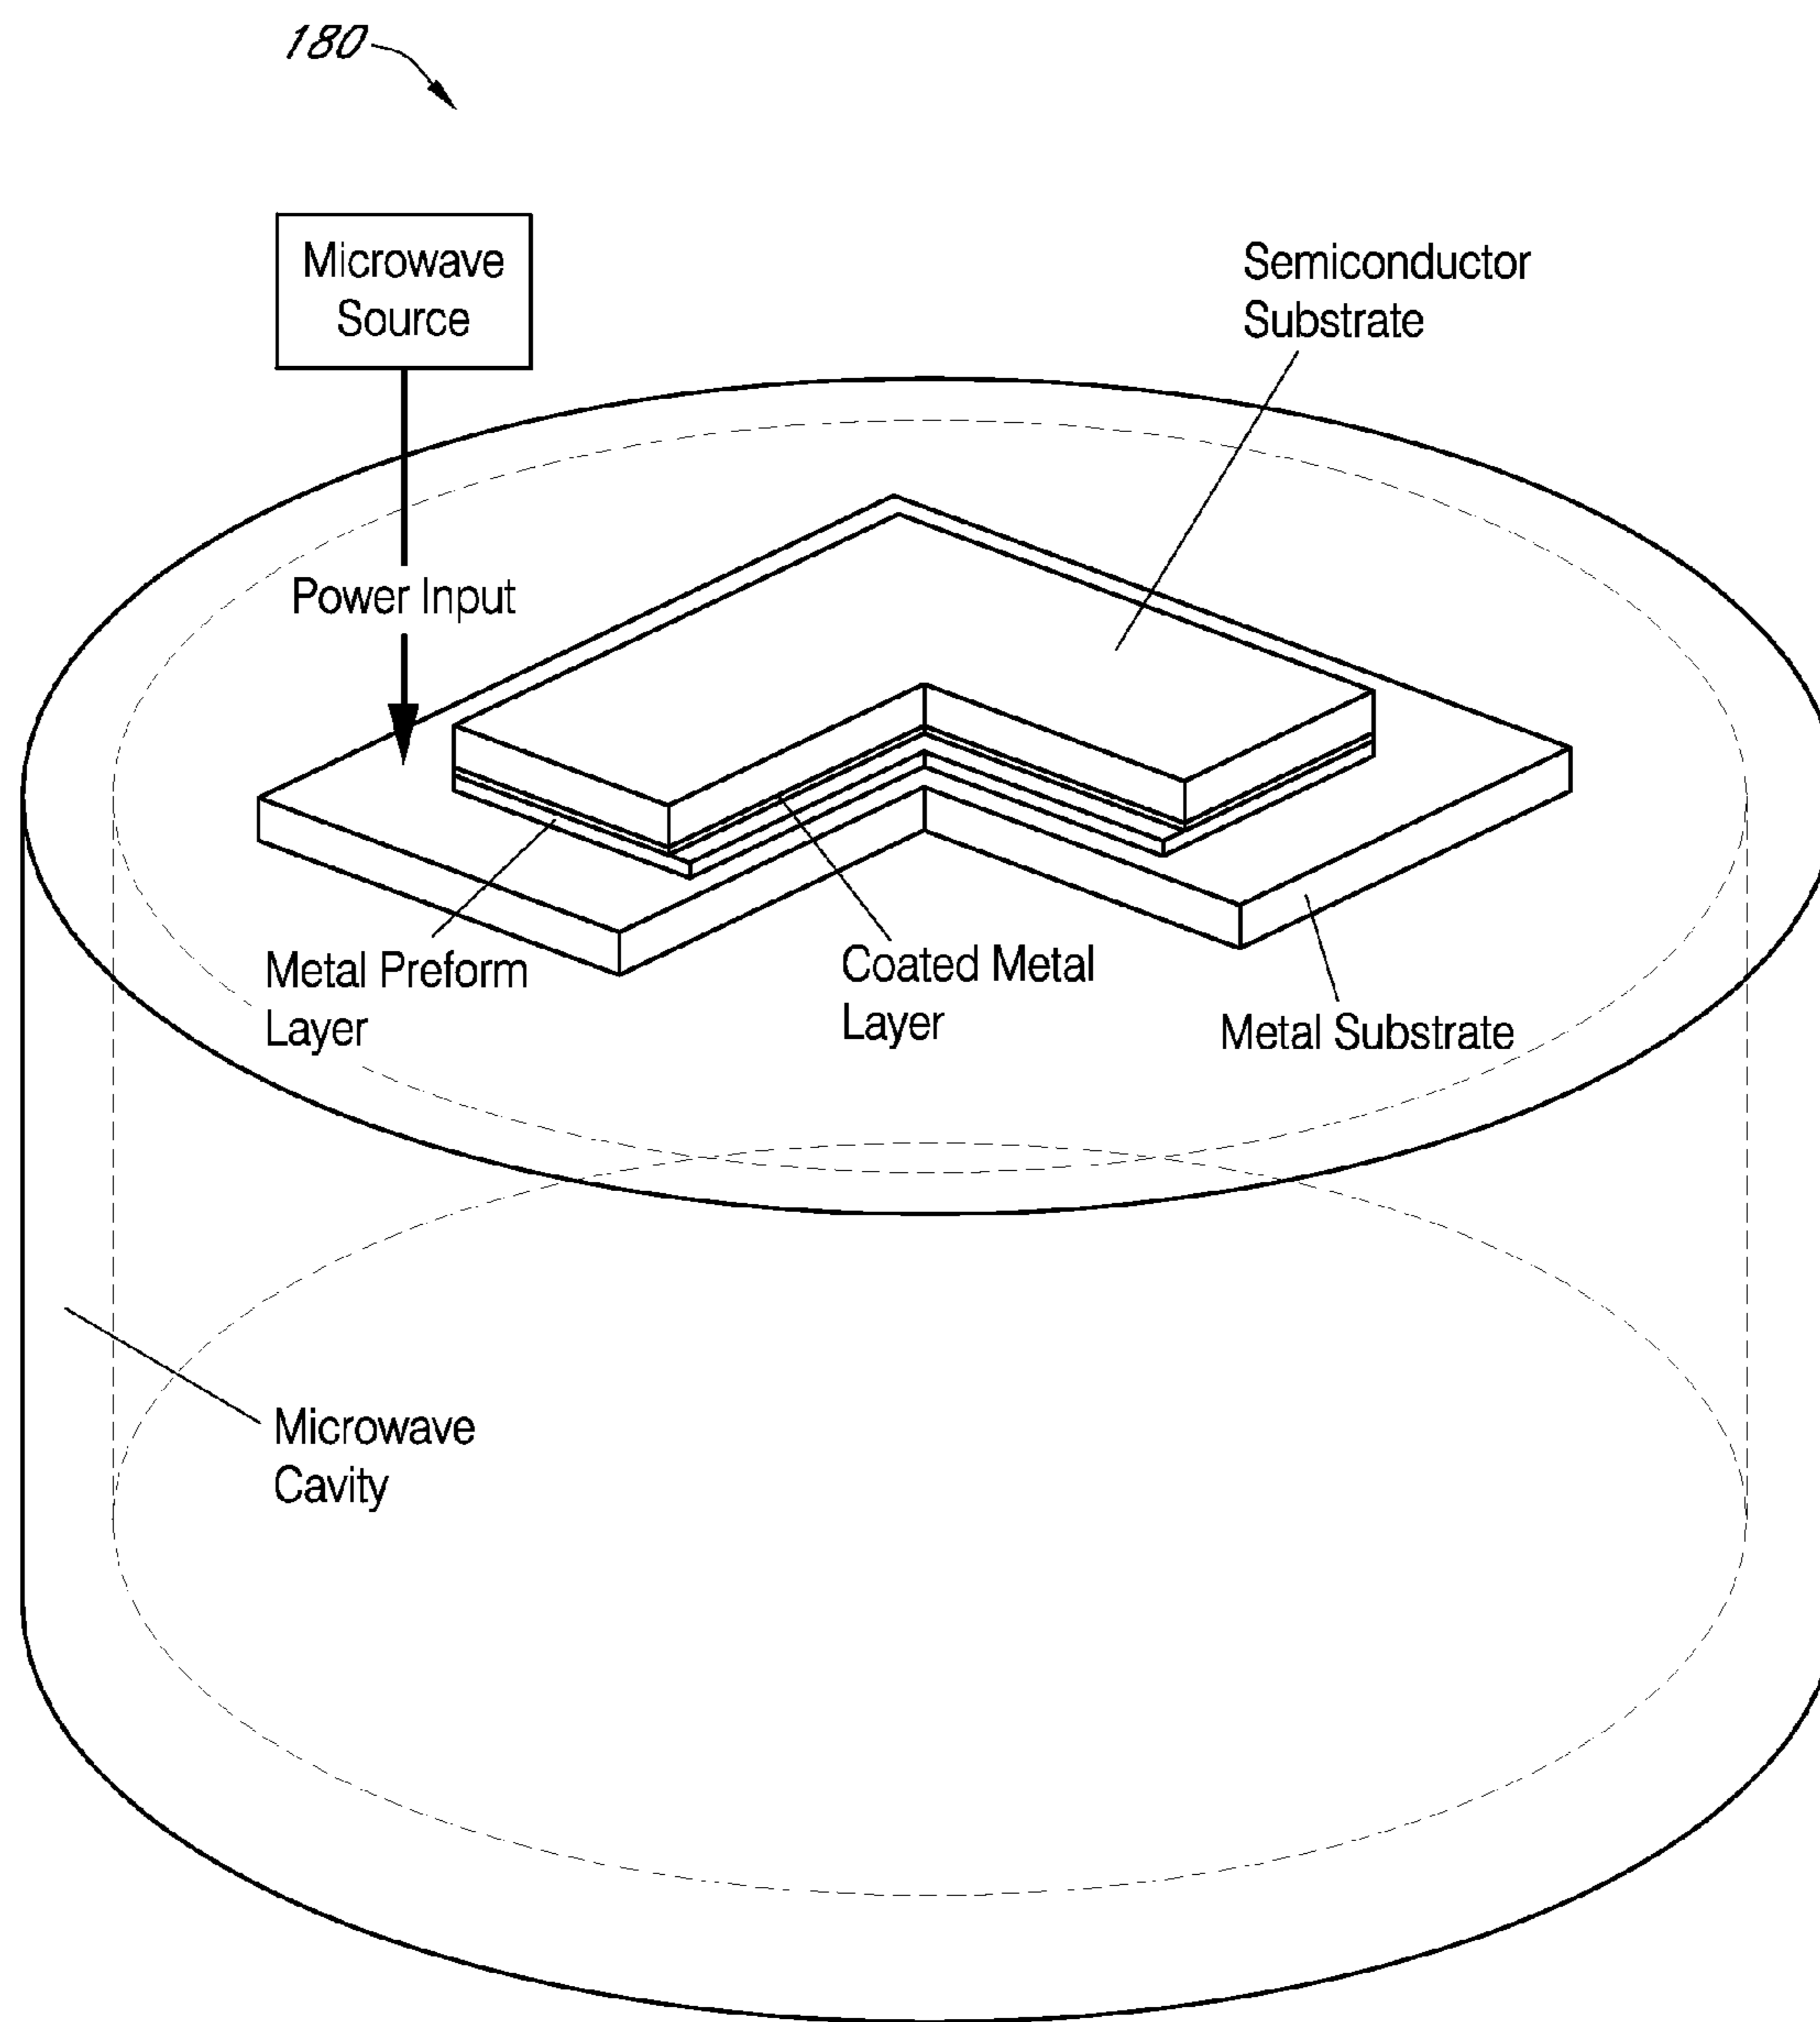 180
Microwave
Source
Semiconductor
Substrate
Power Input
Metal Preform
Layer
Coated Metal
Layer
Metal Substrate
Microwave
Cavity